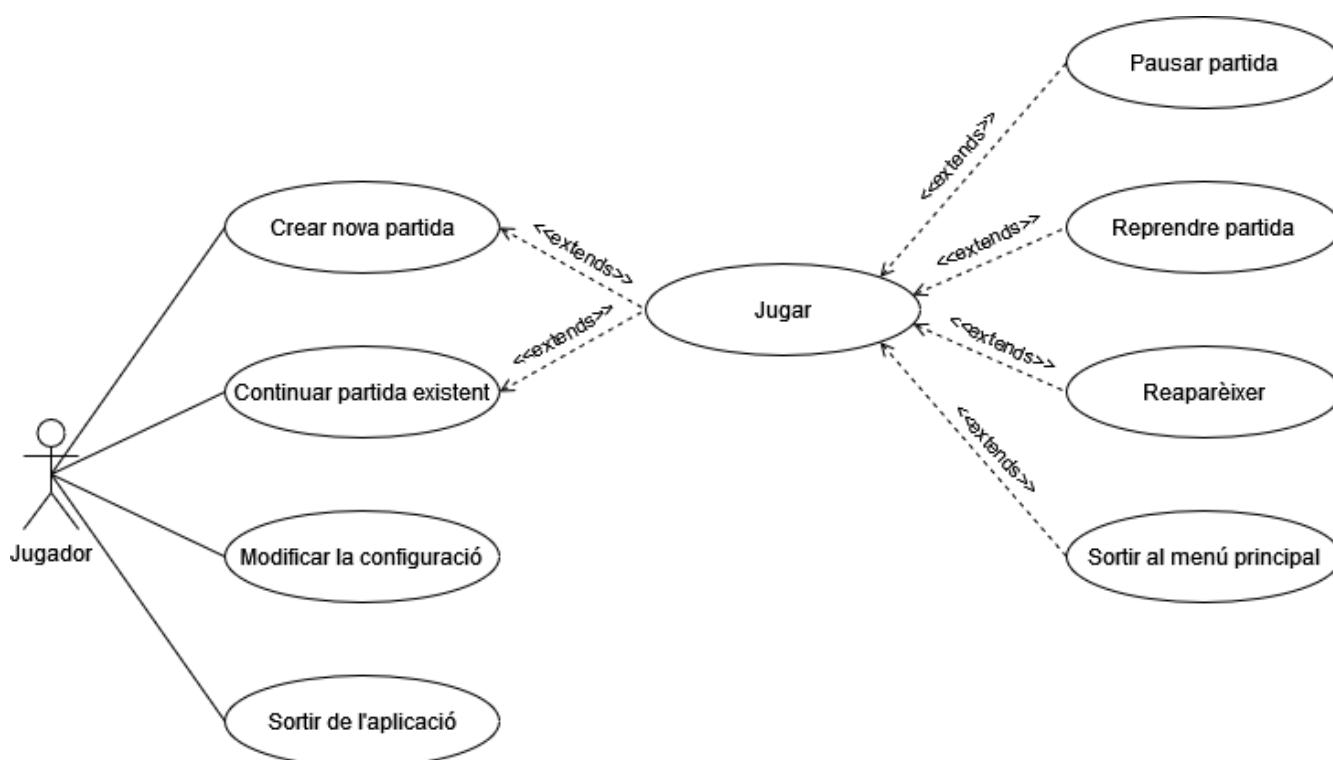 Pausar partida
<<extends>>
Crear nova partida
<<extends>>
<<extends>>
Reprendre partida
Jugar
<<extends>>
<<extends>>
Continuar partida existent
Reaparèixer
<<extends>>
Jugador
Modificar la configuració
Sortir al menú principal
Sortir de l'aplicació